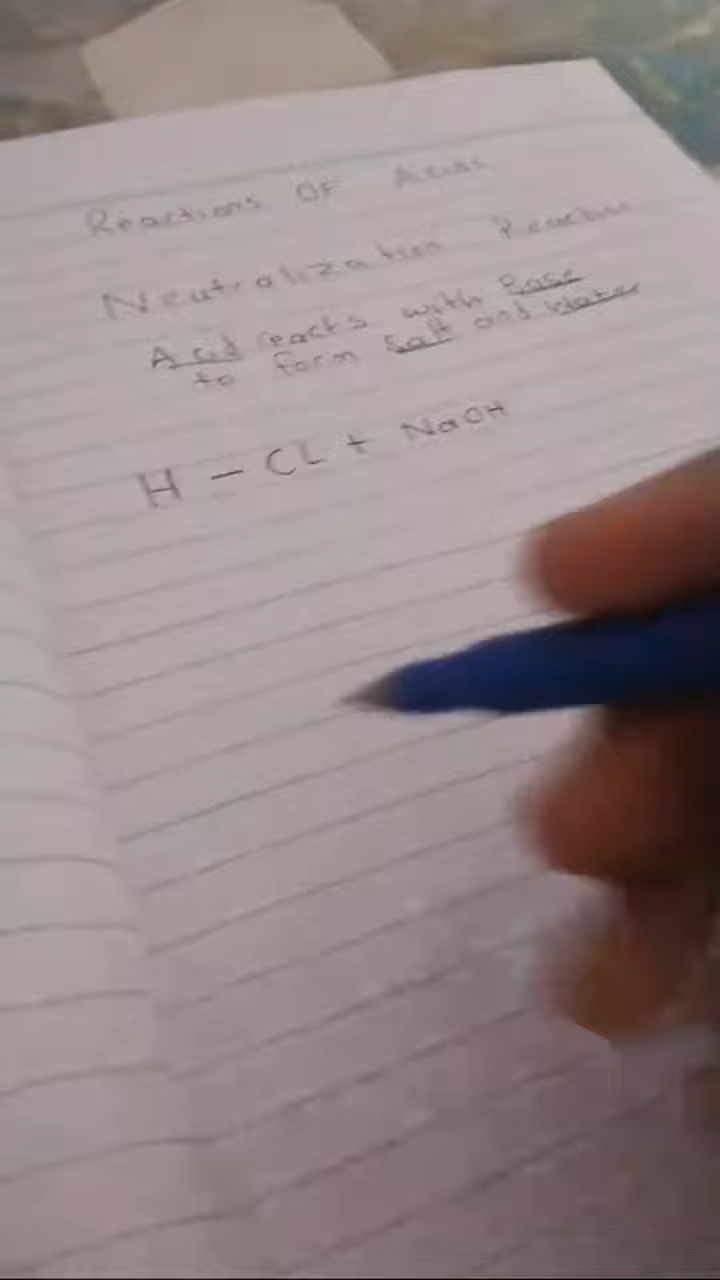 Reactions OF Acids
Neutralization Reaction
Acid reacts with Base
to form Salt and Water
H - CL + NaOH